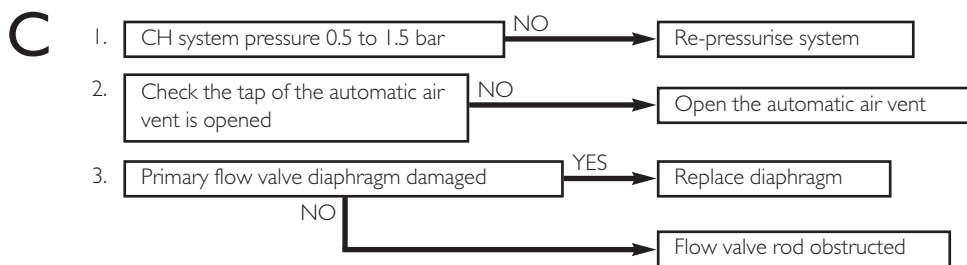 C
1. CH system pressure 0.5 to 1.5 bar NO Re-pressurise system
2. Check the tap of the automatic air
vent is opened NO Open the automatic air vent
3. Primary flow valve diaphragm damaged YES Replace diaphragm
NO
Flow valve rod obstructed